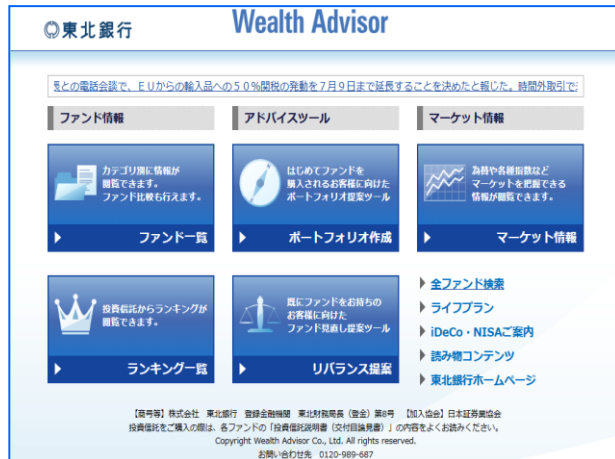 東北銀行
Wealth Advisor
長との電話会談で、ＥＵからの輸入品への５０％関税の発動を７月９日まで延長することを決めたと報じた。時間外取引で
ファンド情報
アドバイスツール
マーケット情報
カテゴリ別に情報が
閲覧できます。
ファンド比較も行えます。
ファンド一覧
はじめてファンドを
購入されるお客様に向けた
ポートフォリオ提案ツール
ポートフォリオ作成
為替や各種指数など
マーケットを把握できる
情報が閲覧できます。
マーケット情報
投資信託からランキングが
閲覧できます。
ランキング一覧
既にファンドをお持ちの
お客様に向けた
ファンド見直し提案ツール
リバランス提案
全ファンド検索
ライフプラン
iDeCo・NISAご案内
読み物コンテンツ
東北銀行ホームページ
【商号等】株式会社　東北銀行　登録金融機関　東北財務局長（登金）第8号　【加入協会】日本証券業協会
投資信託をご購入の際は、各ファンドの「投資信託説明書（交付目論見書）」の内容をよくお読みください。
Copyright Wealth Advisor Co., Ltd. All rights reserved.
お問い合わせ先　0120-989-687